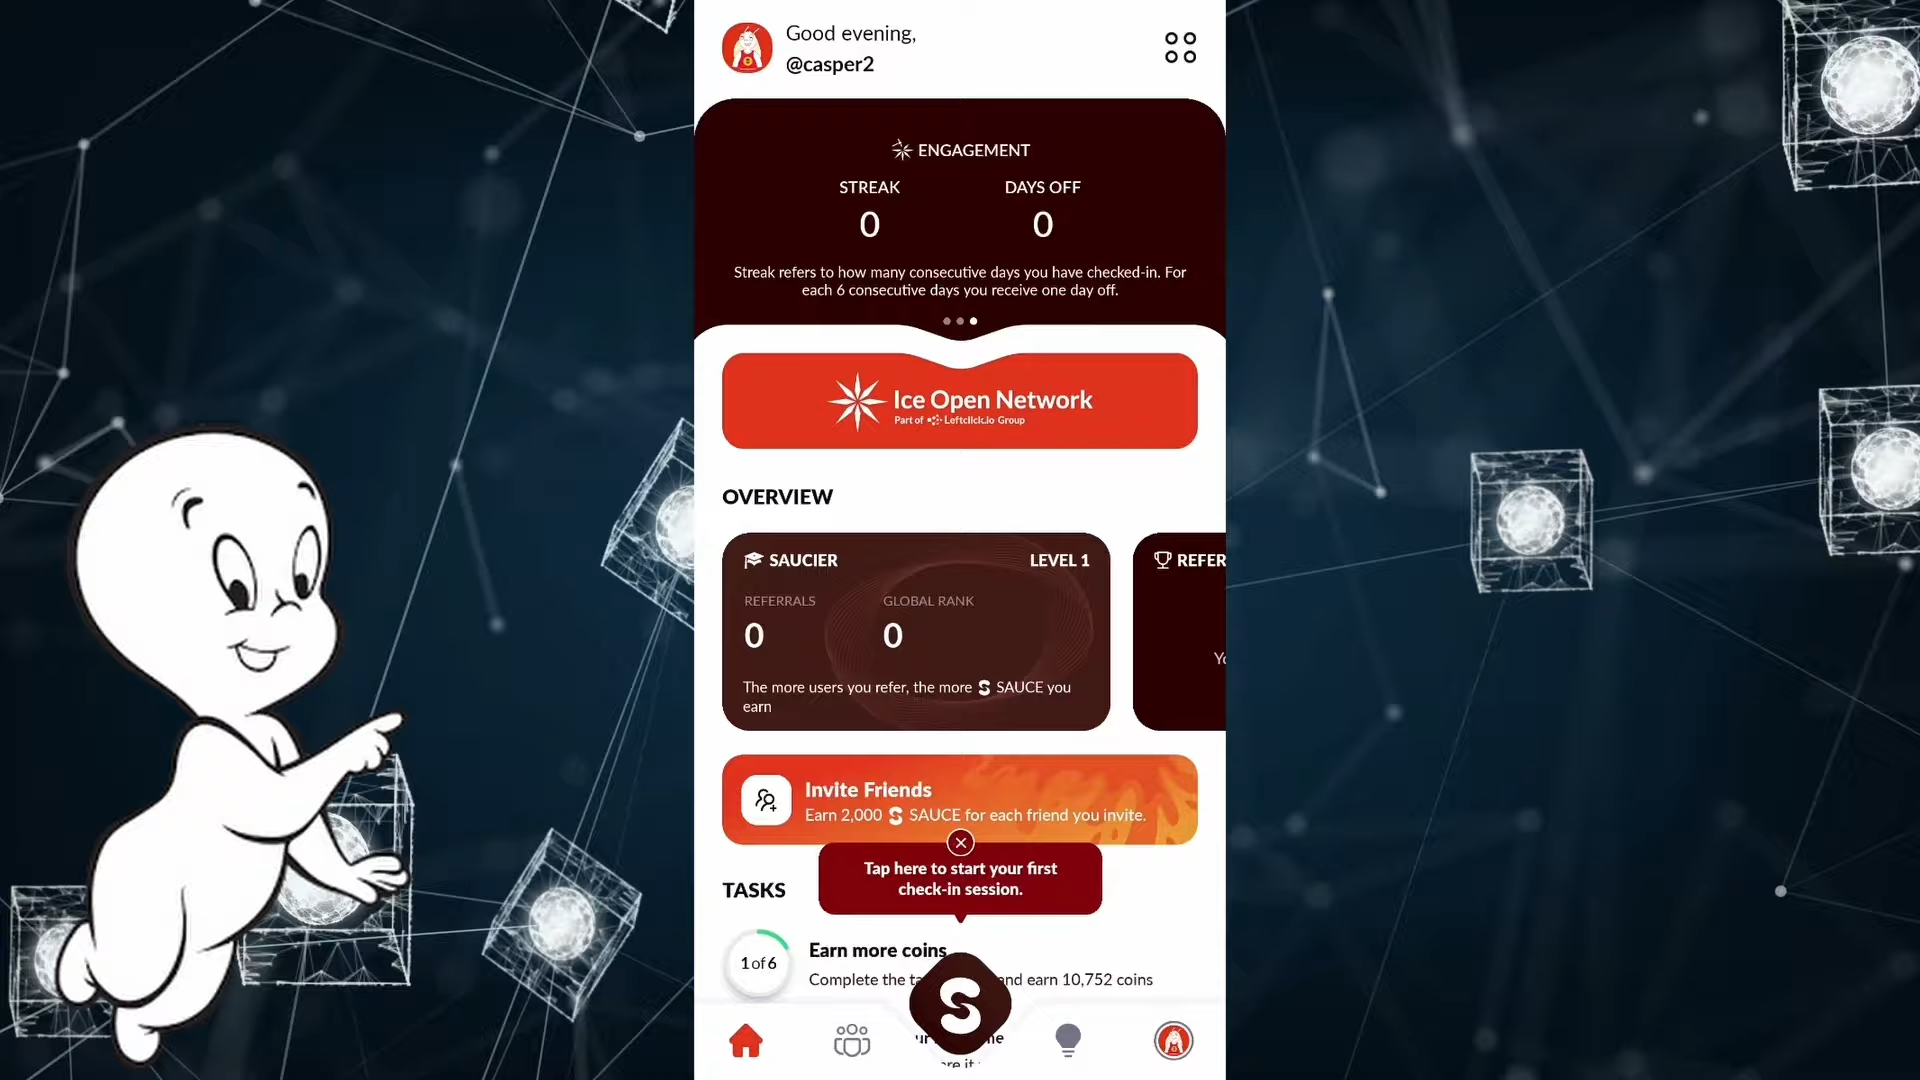 Good evening,
@casper2
ENGAGEMENT
STREAK DAYS OFF
0 0
Streak refers to how many consecutive days you have checked-in. For
each 6 consecutive days you receive one day off.
Ice Open Network
Part of Leftclick.io Group
OVERVIEW
SAUCIER LEVEL 1
REFERRALS GLOBAL RANK
0 0
The more users you refer, the more S SAUCE you
earn
REFER
Yo
Invite Friends
Earn 2,000 S SAUCE for each friend you invite.
Tap here to start your first
check-in session.
TASKS
1 of 6
Earn more coins
Complete the ta nd earn 10,752 coins
S